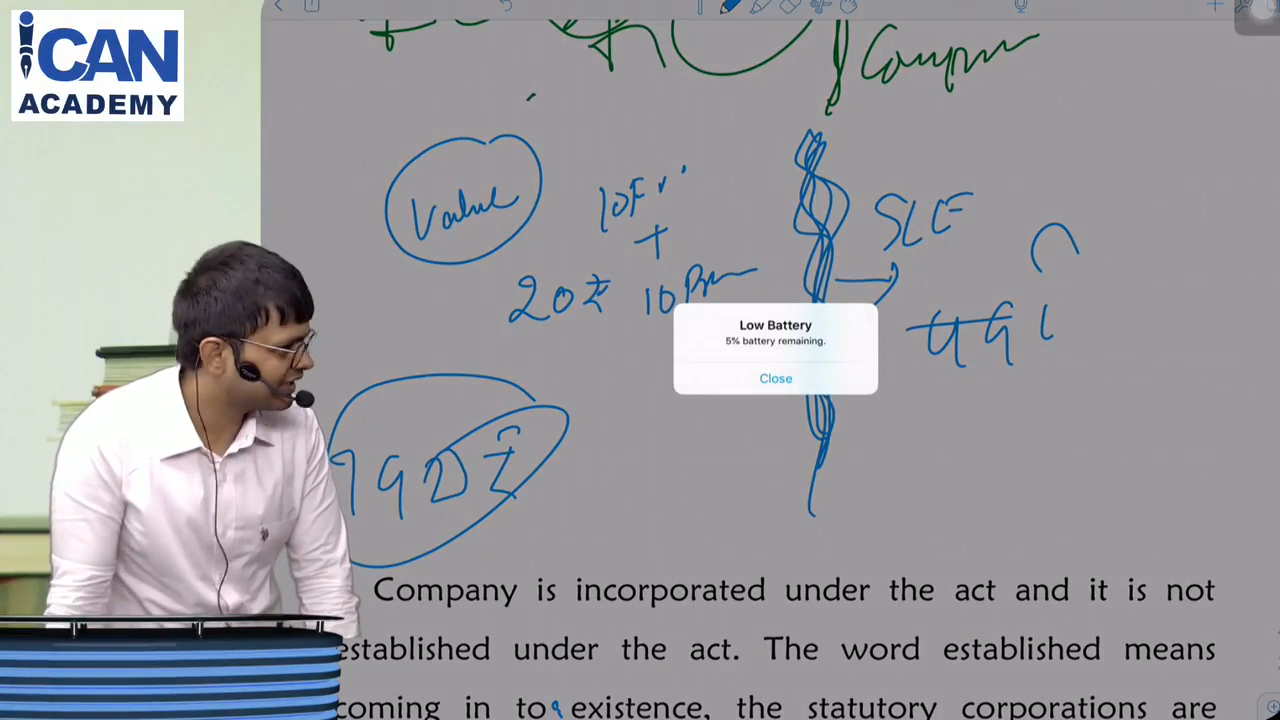 iCAN
ACADEMY
Value
10F
+
20₹ 10
SLE
Low Battery
5% battery remaining.
Close
Company is incorporated under the act and it is not
established under the act. The word established means
coming in to existence, the statutory corporations are